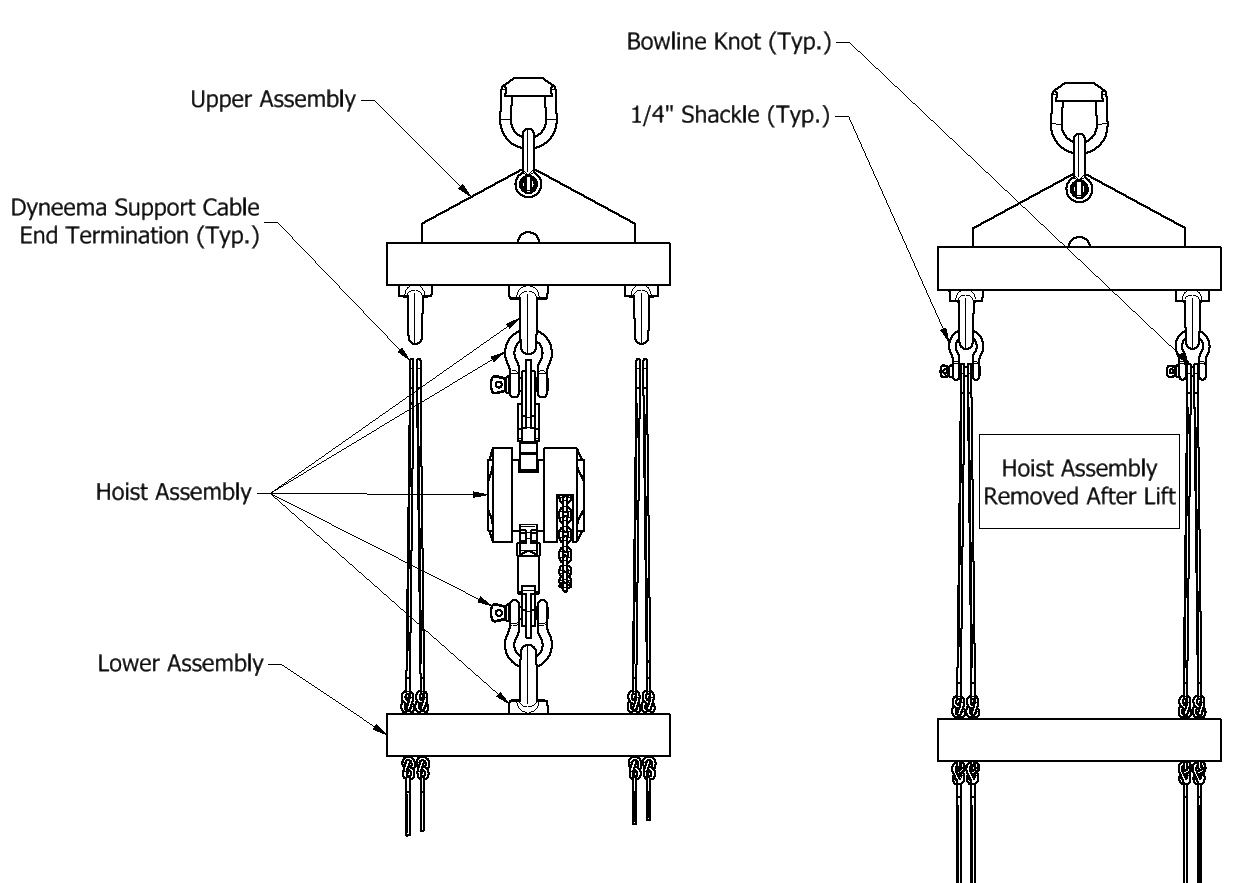 Bowline Knot (Typ.)
Upper Assembly
1/4" Shackle (Typ.)
Dyneema Support Cable
End Termination (Typ.)
Hoist Assembly
Removed After Lift
Hoist Assembly
Lower Assembly